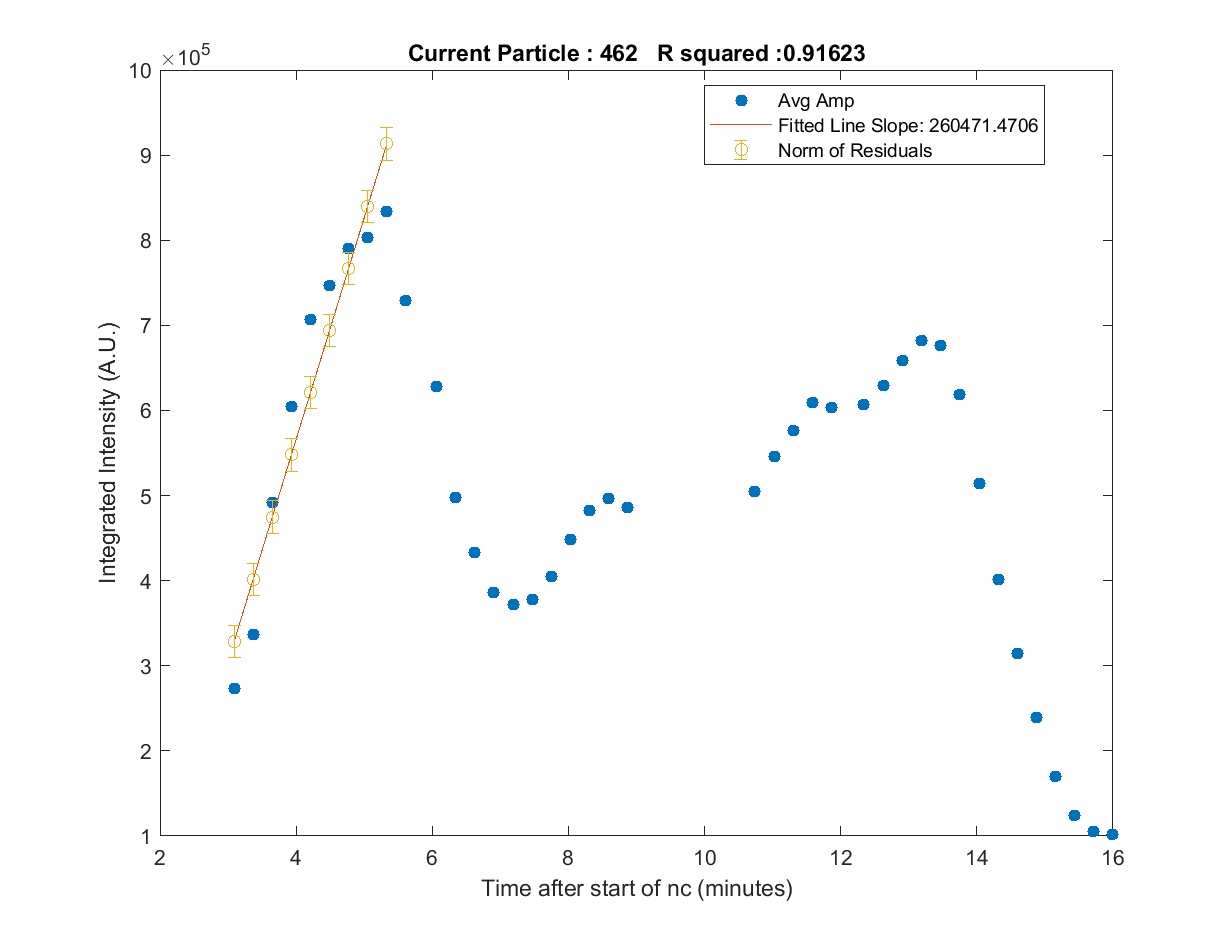 Current Particle : 462 R squared :0.91623
×10^5
10
9
8
7
6
5
4
3
2
1
Integrated Intensity (A.U.)
Avg Amp
Fitted Line Slope: 260471.4706
Norm of Residuals
2 4 6 8 10 12 14 16
Time after start of nc (minutes)